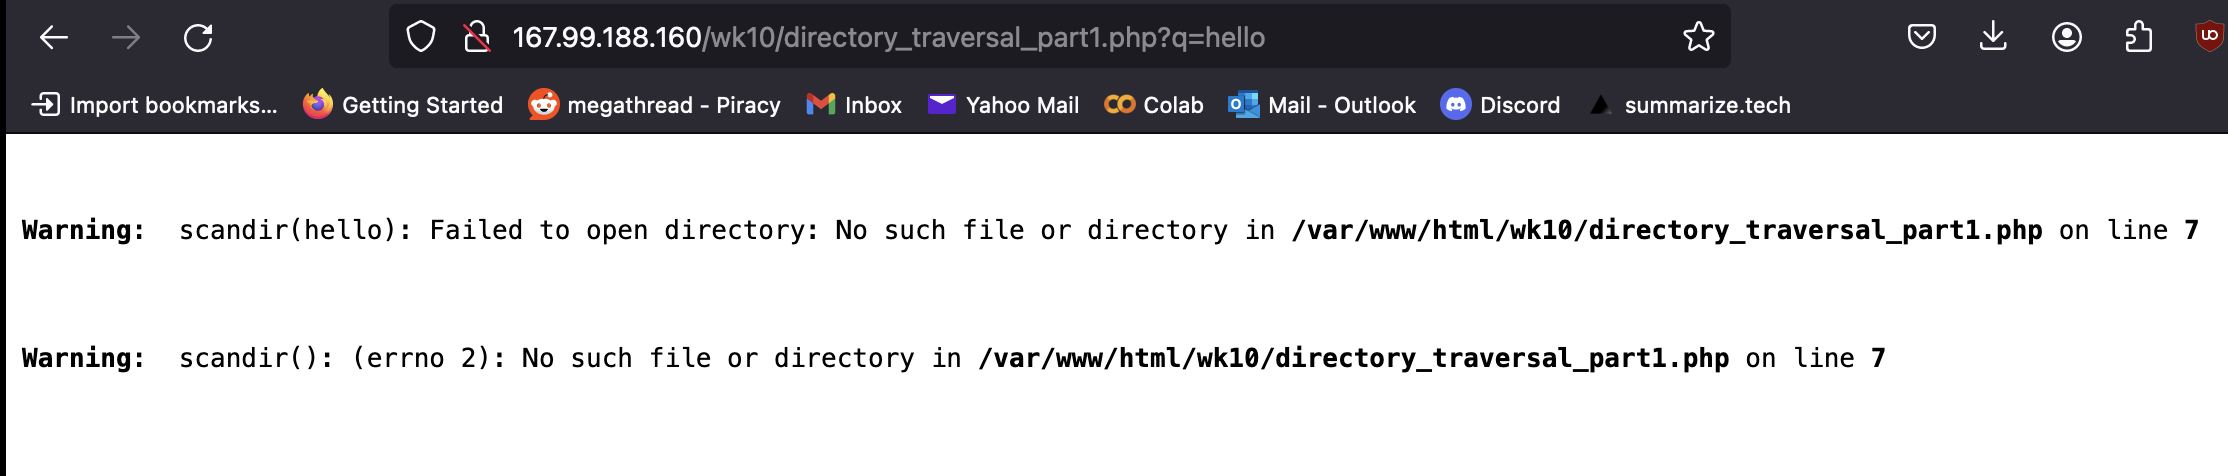 167.99.188.160/wk10/directory_traversal_part1.php?q=hello
Import bookmarks... Getting Started megathread - Piracy Inbox Yahoo Mail Colab Mail - Outlook Discord summarize.tech
Warning: scandir(hello): Failed to open directory: No such file or directory in /var/www/html/wk10/directory_traversal_part1.php on line 7
Warning: scandir(): (errno 2): No such file or directory in /var/www/html/wk10/directory_traversal_part1.php on line 7